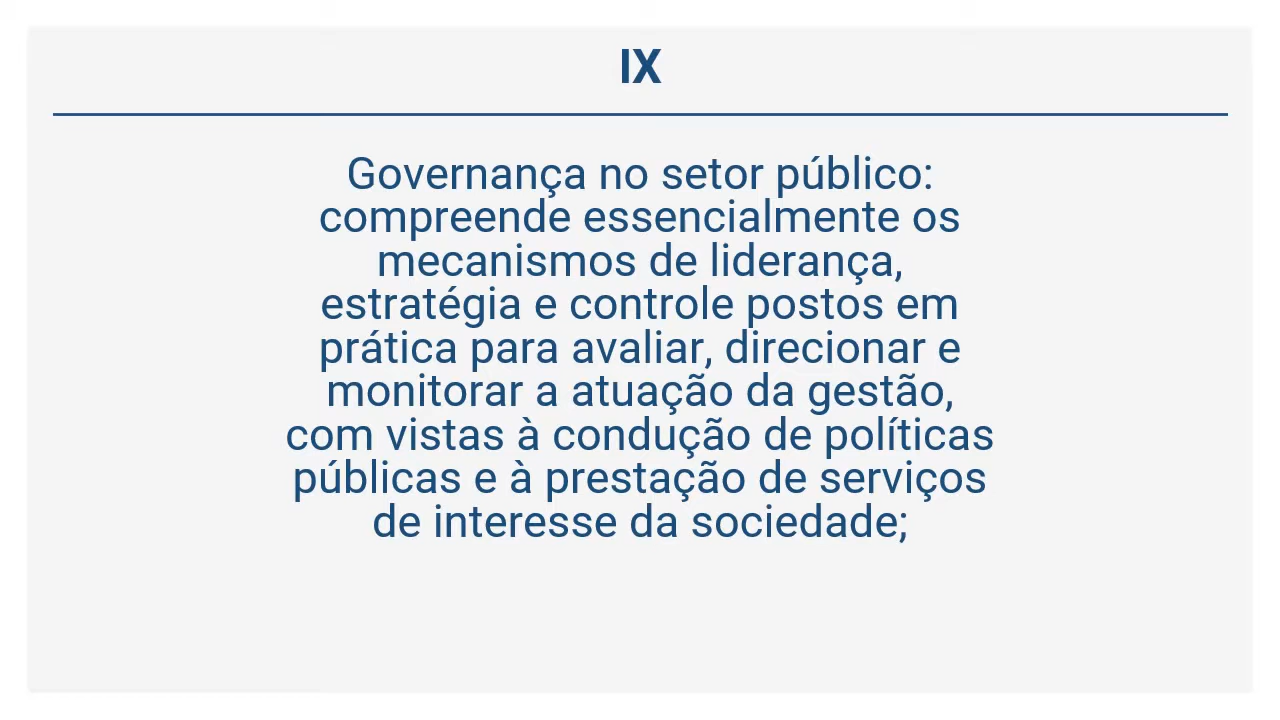 IX
Governança no setor público:
compreende essencialmente os
mecanismos de liderança,
estratégia e controle postos em
prática para avaliar, direcionar e
monitorar a atuação da gestão,
com vistas à condução de políticas
públicas e à prestação de serviços
de interesse da sociedade;